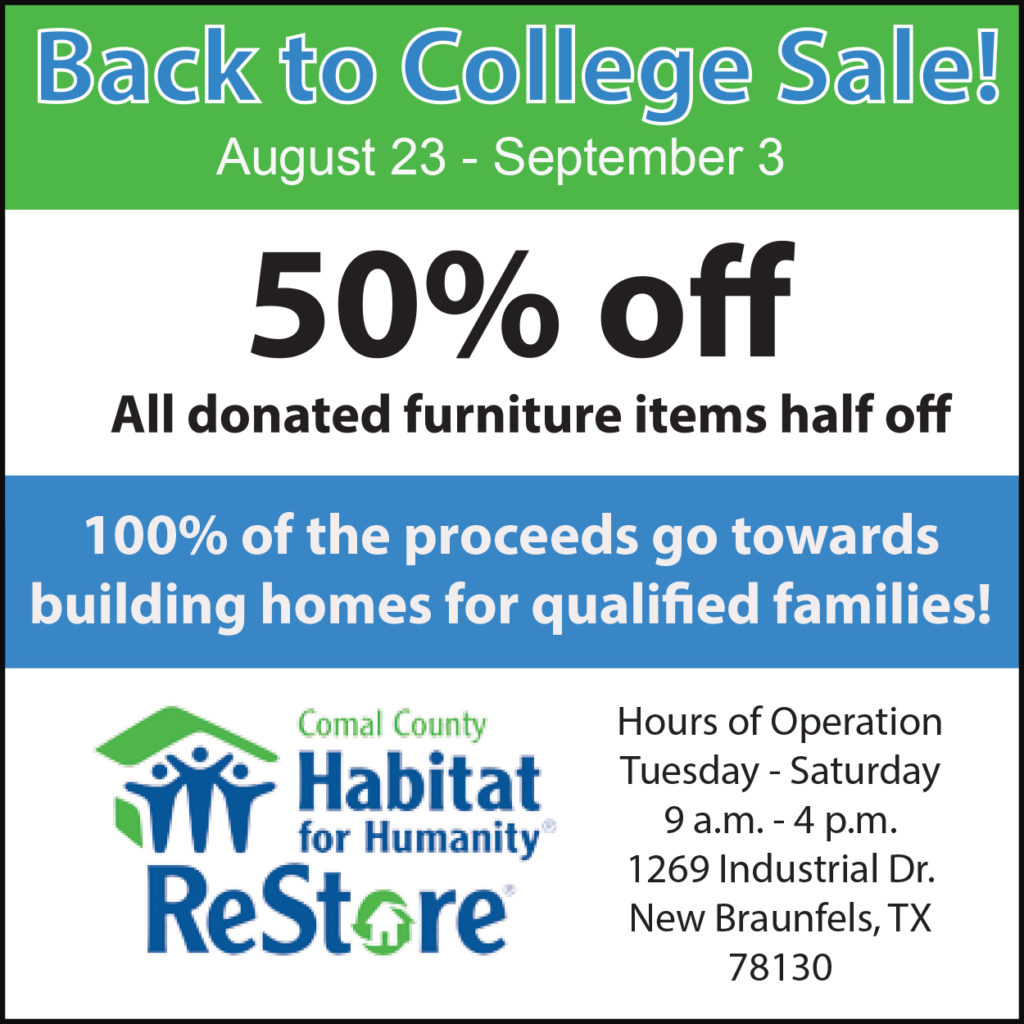 Back to College Sale!
August 23 - September 3
50% off
All donated furniture items half off
100% of the proceeds go towards
building homes for qualified families!
Comal County
Habitat
for Humanity®
ReStore®
Hours of Operation
Tuesday - Saturday
9 a.m. - 4 p.m.
1269 Industrial Dr.
New Braunfels, TX
78130